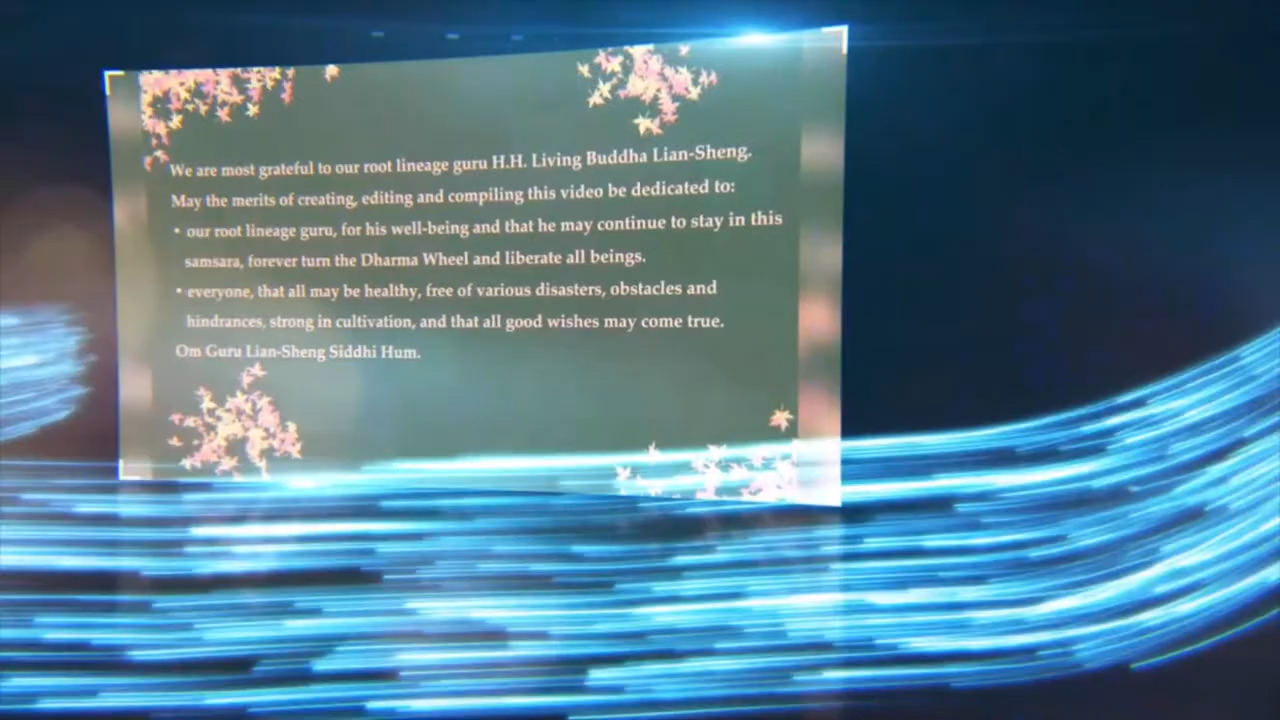 We are most grateful to our root lineage guru H.H. Living Buddha Lian-Sheng.
May the merits of creating, editing and compiling this video be dedicated to:
• our root lineage guru, for his well-being and that he may continue to stay in this
samsara, forever turn the Dharma Wheel and liberate all beings.
• everyone, that all may be healthy, free of various disasters, obstacles and
hindrances, strong in cultivation, and that all good wishes may come true.
Om Guru Lian-Sheng Siddhi Hum.